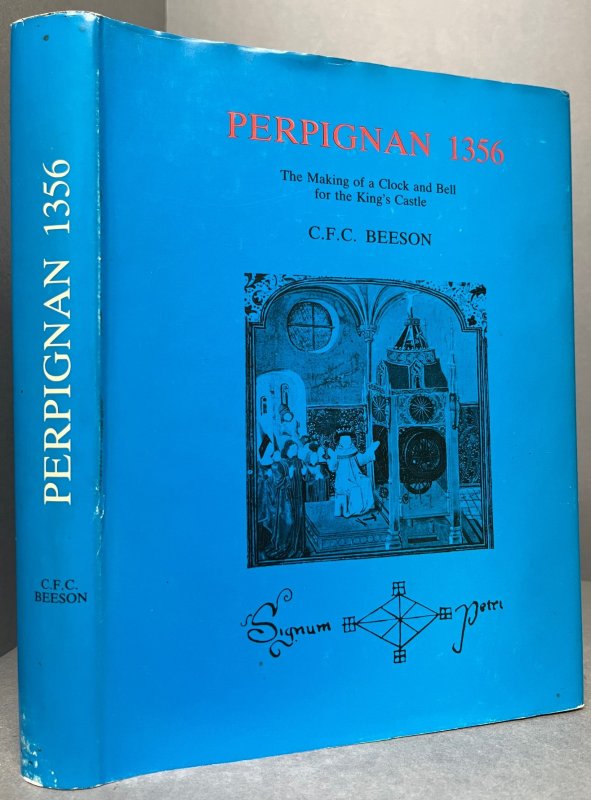 PERPIGNAN 1356
C.F.C.
BEESON
PERPIGNAN 1356
The Making of a Clock and Bell
for the King's Castle
C.F.C. BEESON
Signum Petri